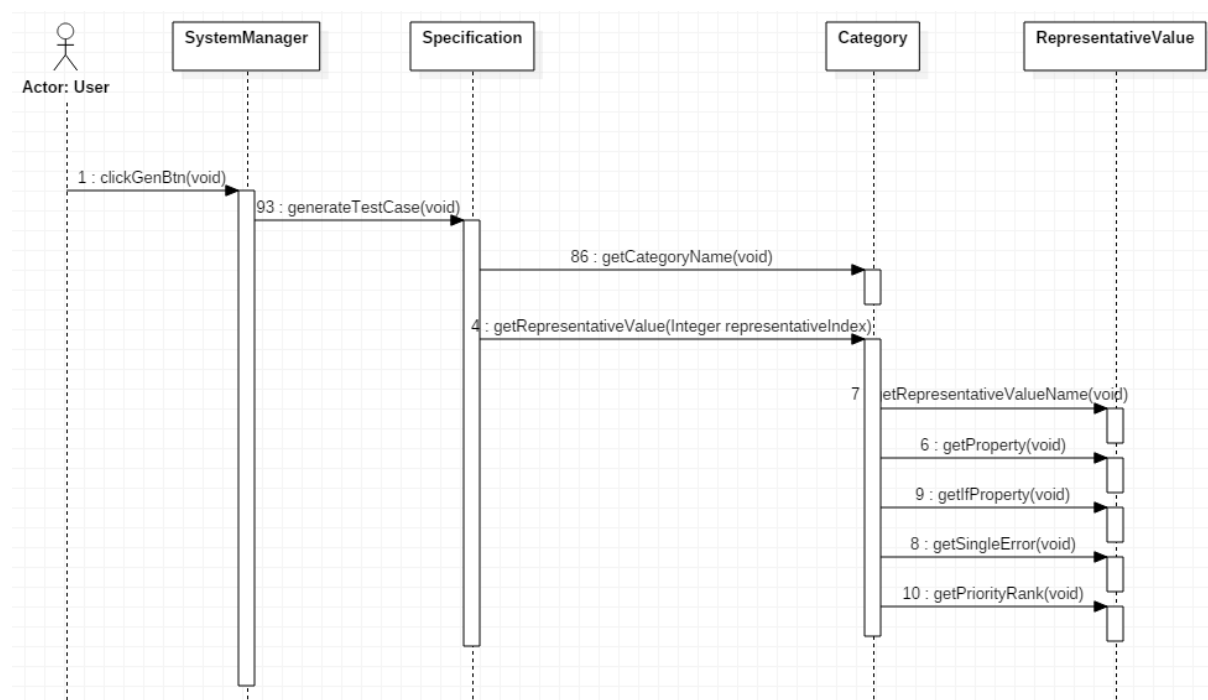 SystemManager
Specification
Category
RepresentativeValue
Actor: User
1 : clickGenBtn(void)
93 : generateTestCase(void)
86 : getCategoryName(void)
4 : getRepresentativeValue(Integer representativeIndex)
7 etRepresentativeValueName(void)
6 : getProperty(void)
9 : getIfProperty(void)
8 : getSingleError(void)
10 : getPriorityRank(void)